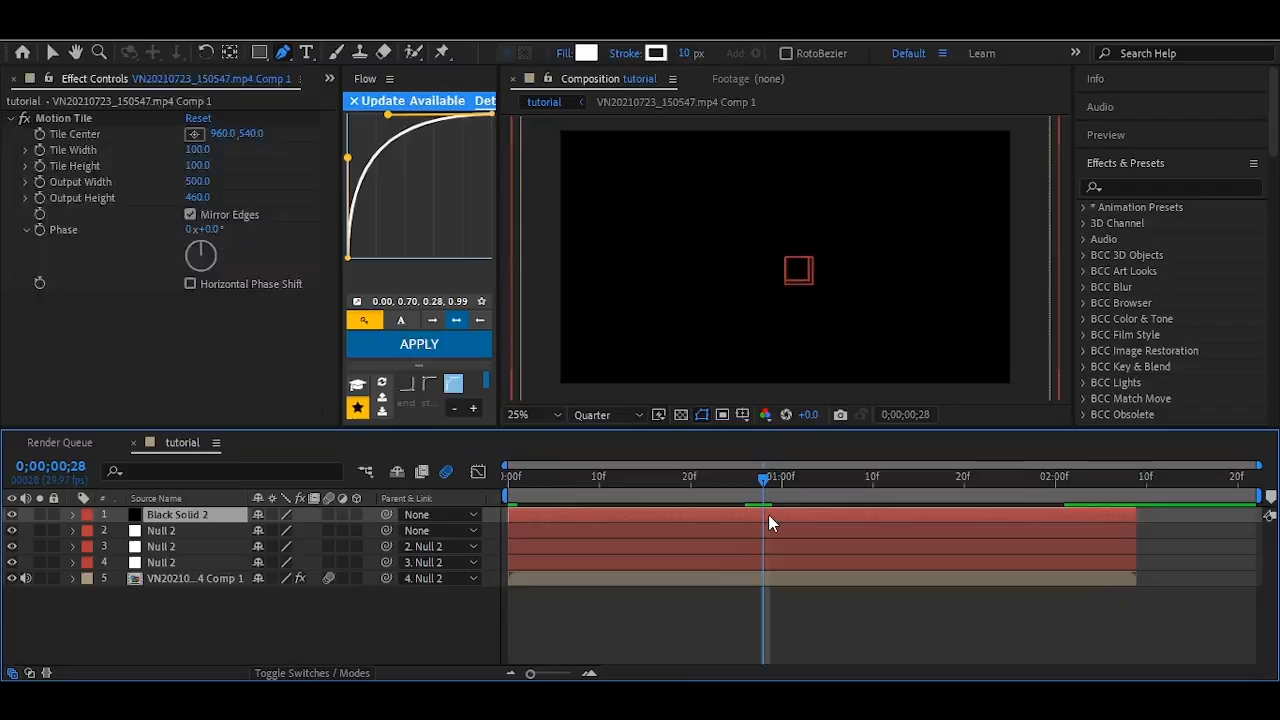 Fill: Stroke: 10 px Add: RotoBezier Default Learn Search Help
Effect Controls VN20210723_150547.mp4 Comp 1
tutorial • VN20210723_150547.mp4 Comp 1
fx Motion Tile Reset
Tile Center 960.0,540.0
Tile Width 100.0
Tile Height 100.0
Output Width 500.0
Output Height 460.0
Mirror Edges
Phase 0x+0.0°
Horizontal Phase Shift
Flow
Update Available Det
0.00, 0.70, 0.28, 0.99
A
APPLY
end st...
- +
Composition tutorial Footage (none)
tutorial VN20210723_150547.mp4 Comp 1
25% Quarter +0.0 0;00;00;28
Info
Audio
Preview
Effects & Presets
* Animation Presets
3D Channel
Audio
BCC 3D Objects
BCC Art Looks
BCC Blur
BCC Browser
BCC Color & Tone
BCC Film Style
BCC Image Restoration
BCC Key & Blend
BCC Lights
BCC Match Move
BCC Obsolete
Render Queue tutorial
0;00;00;28
00028 (29.97 fps)
:00f 10f 20f 01:00f 10f 20f 02:00f 10f 20f
# Source Name fx Parent & Link
1 Black Solid 2 None
2 Null 2 None
3 Null 2 2. Null 2
4 Null 2 3. Null 2
5 VN20210...4 Comp 1 fx 4. Null 2
Toggle Switches / Modes